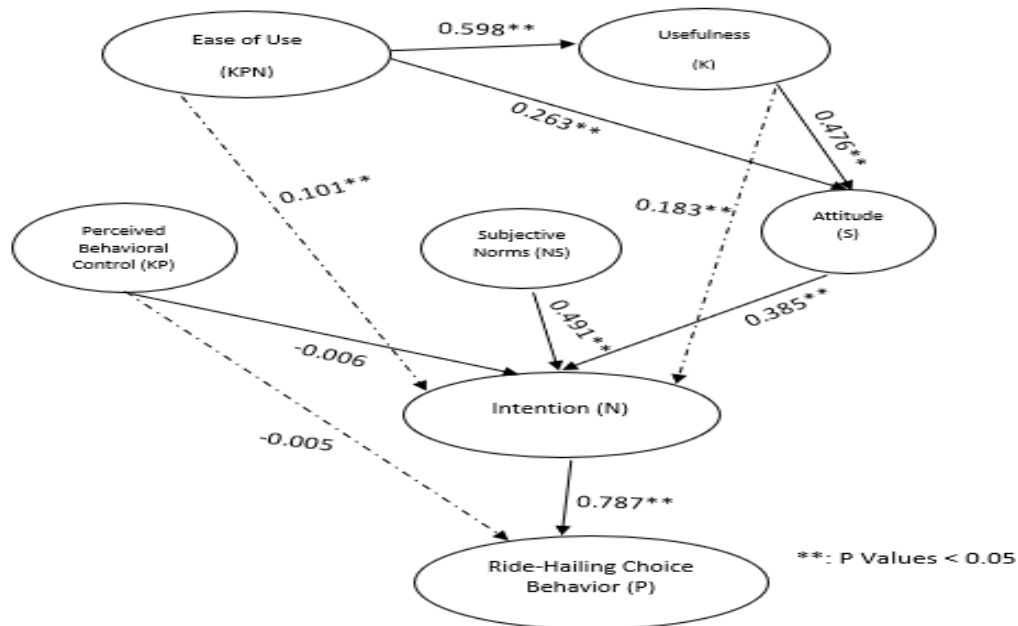 Ease of Use
(KPN)
0.598**
Usefulness
(K)
0.263**
0.476**
0.101**
0.183**
Perceived
Behavioral
Control (KP)
Subjective
Norms (NS)
Attitude
(S)
-0.006
0.491**
0.385**
Intention (N)
-0.005
0.787**
Ride-Hailing Choice
Behavior (P)
**: P Values < 0.05